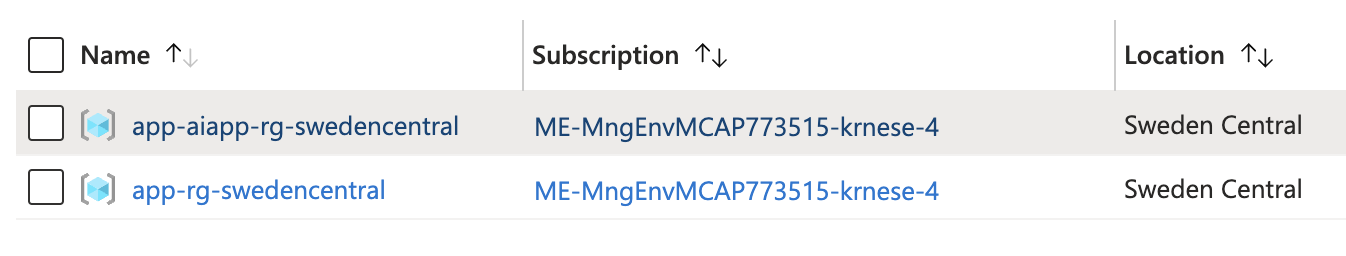 Name ↑↓ Subscription ↑↓ Location ↑↓
app-aiapp-rg-swedencentral ME-MngEnvMCAP773515-krnese-4 Sweden Central
app-rg-swedencentral ME-MngEnvMCAP773515-krnese-4 Sweden Central